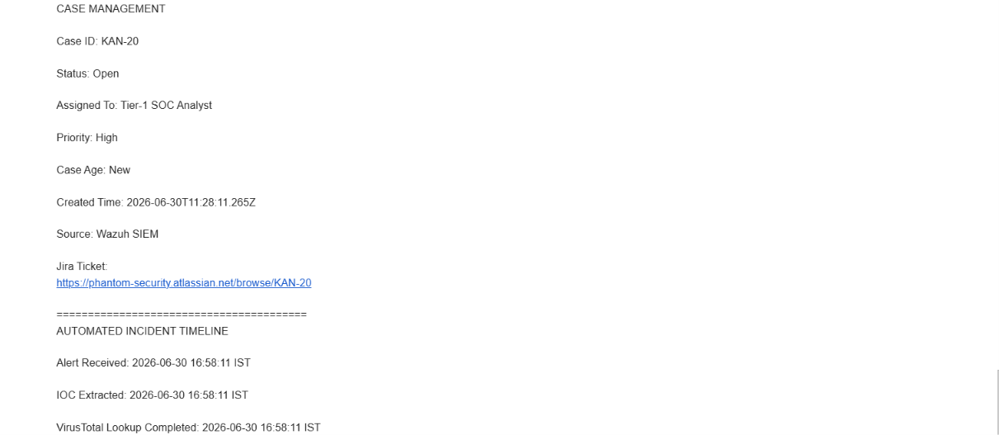 CASE MANAGEMENT
Case ID: KAN-20
Status: Open
Assigned To: Tier-1 SOC Analyst
Priority: High
Case Age: New
Created Time: 2026-06-30T11:28:11.265Z
Source: Wazuh SIEM
Jira Ticket:
https://phantom-security.atlassian.net/browse/KAN-20
========================================
AUTOMATED INCIDENT TIMELINE
Alert Received: 2026-06-30 16:58:11 IST
IOC Extracted: 2026-06-30 16:58:11 IST
VirusTotal Lookup Completed: 2026-06-30 16:58:11 IST